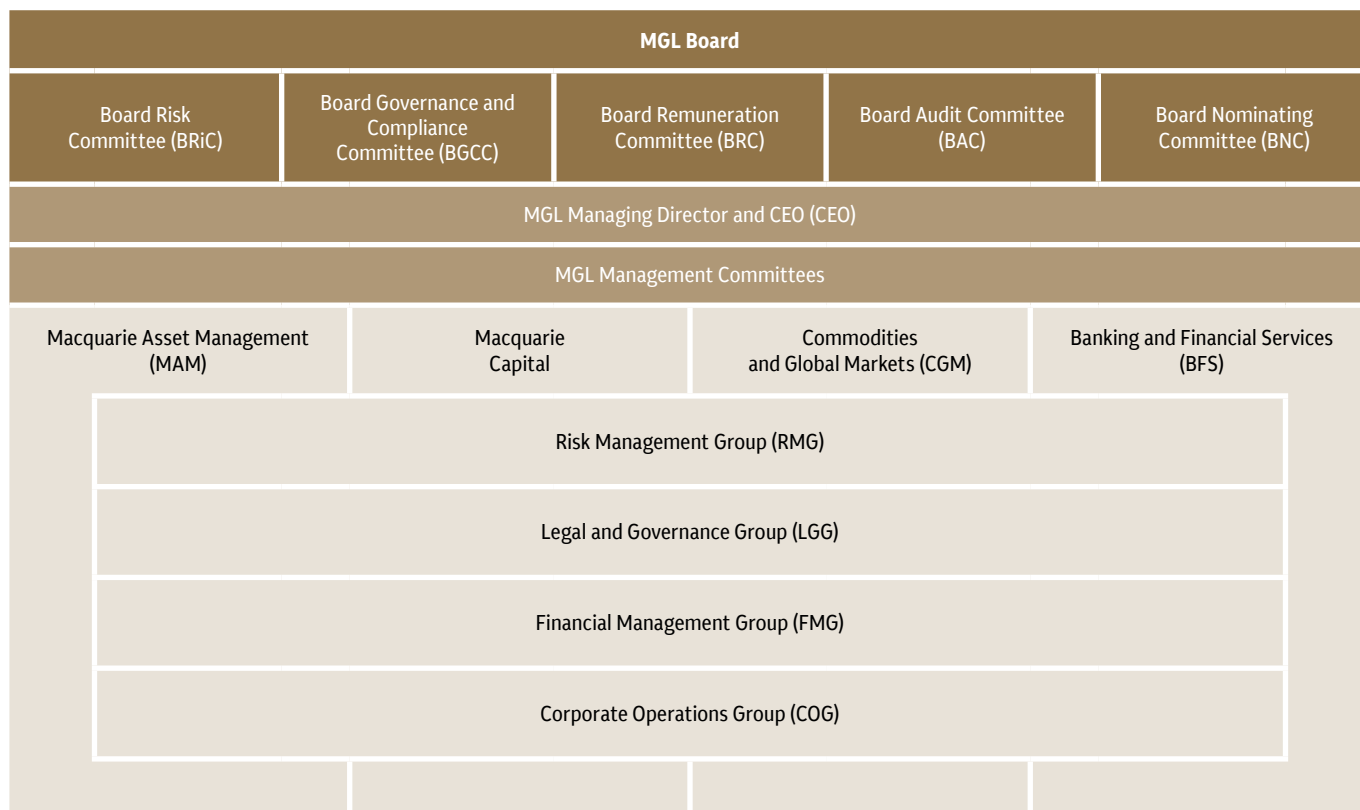 MGL Board
Board Risk
Committee (BRiC)
Board Governance and
Compliance
Committee (BGCC)
Board Remuneration
Committee (BRC)
Board Audit Committee
(BAC)
Board Nominating
Committee (BNC)
MGL Managing Director and CEO (CEO)
MGL Management Committees
Macquarie Asset Management
(MAM)
Macquarie
Capital
Commodities
and Global Markets (CGM)
Banking and Financial Services
(BFS)
Risk Management Group (RMG)
Legal and Governance Group (LGG)
Financial Management Group (FMG)
Corporate Operations Group (COG)